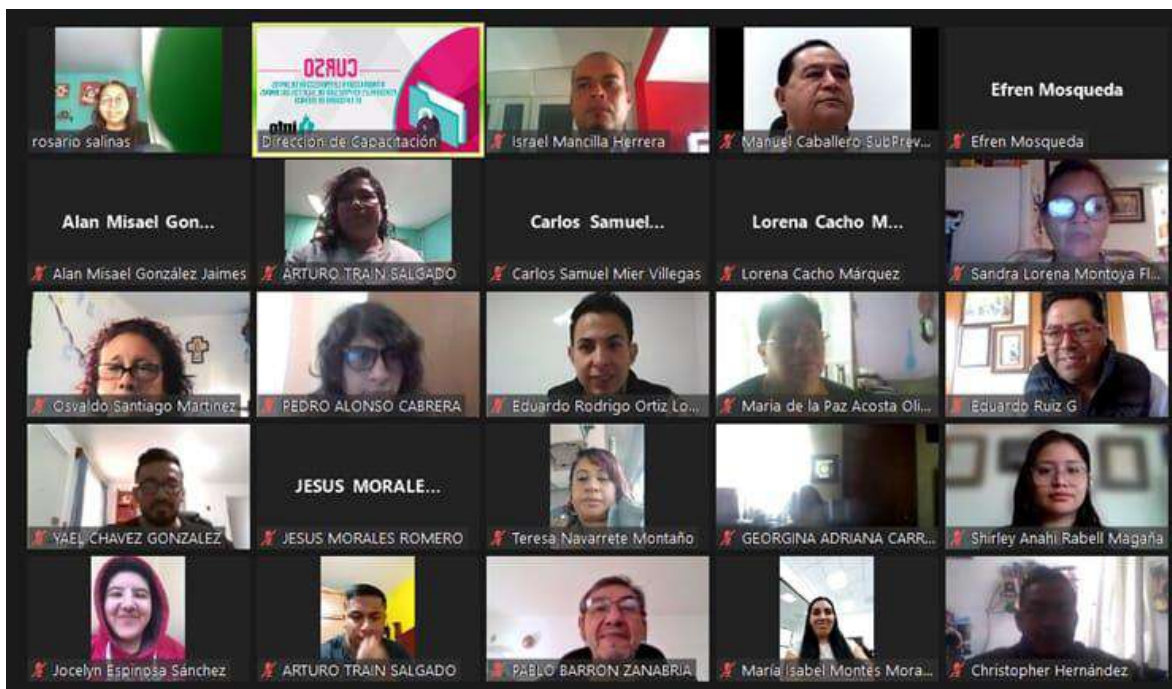 rosario salinas
CURSO
info
Dirección de Capacitación
Israel Mancilla Herrera
Manuel Caballero SubPrev...
Efren Mosqueda
Efren Mosqueda
Alan Misael Gon...
Alan Misael González Jaimes
ARTURO TRAIN SALGADO
Carlos Samuel...
Carlos Samuel Mier Villegas
Lorena Cacho M...
Lorena Cacho Márquez
Sandra Lorena Montoya Fl...
Osvaldo Santiago Martinez
PEDRO ALONSO CABRERA
Eduardo Rodrigo Ortiz Lo...
Maria de la Paz Acosta Oli...
Eduardo Ruiz G
YAEL CHAVEZ GONZALEZ
JESUS MORALE...
JESUS MORALES ROMERO
Teresa Navarrete Montaño
GEORGINA ADRIANA CARR...
Shirley Anahi Rabell Magaña
Jocelyn Espinosa Sánchez
ARTURO TRAIN SALGADO
PABLO BARRON ZANABRIA
María Isabel Montes Mora...
Christopher Hernández